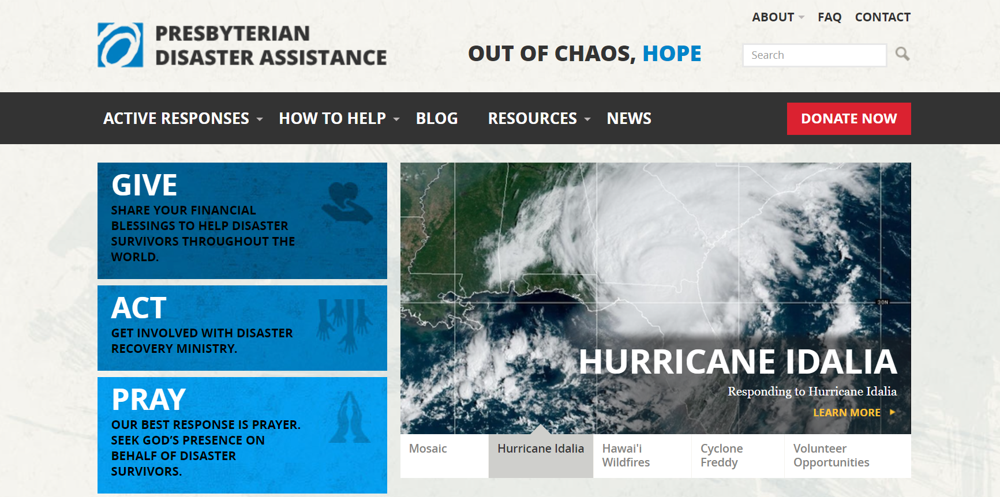 ABOUT FAQ CONTACT
PRESBYTERIAN
DISASTER ASSISTANCE
OUT OF CHAOS, HOPE
Search
ACTIVE RESPONSES HOW TO HELP BLOG RESOURCES NEWS DONATE NOW
GIVE
SHARE YOUR FINANCIAL
BLESSINGS TO HELP DISASTER
SURVIVORS THROUGHOUT THE
WORLD.
ACT
GET INVOLVED WITH DISASTER
RECOVERY MINISTRY.
PRAY
OUR BEST RESPONSE IS PRAYER.
SEEK GOD'S PRESENCE ON
BEHALF OF DISASTER
SURVIVORS.
30N
HURRICANE IDALIA
Responding to Hurricane Idalia
LEARN MORE
Mosaic
Hurricane Idalia
Hawai'i
Wildfires
Cyclone
Freddy
Volunteer
Opportunities